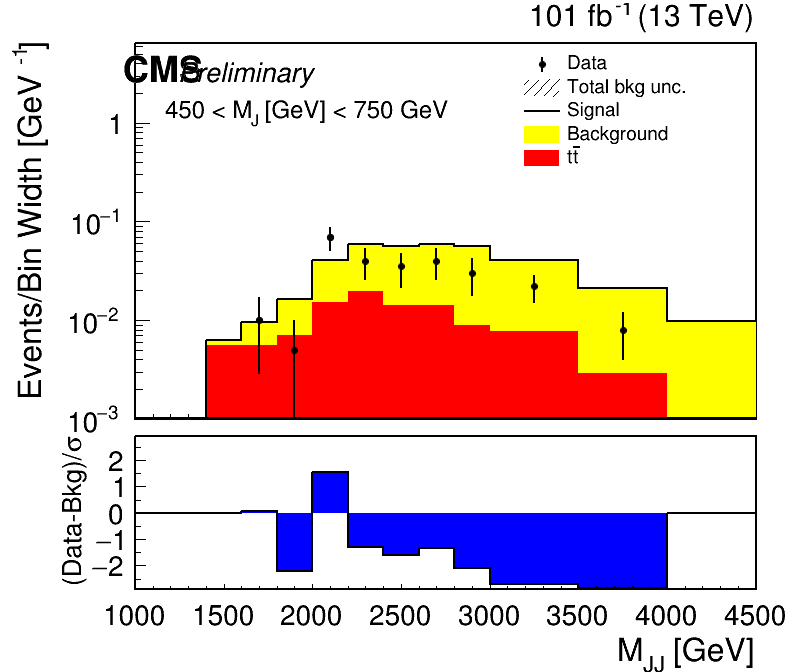 101 fb⁻¹ (13 TeV)
CMS Preliminary
450 < M_J [GeV] < 750 GeV
Data
Total bkg unc.
Signal
Background
tt̄
Events/Bin Width [GeV⁻¹]
1
10⁻¹
10⁻²
10⁻³
(Data-Bkg)/σ
2
1
0
−1
−2
1000 1500 2000 2500 3000 3500 4000 4500
M_JJ [GeV]